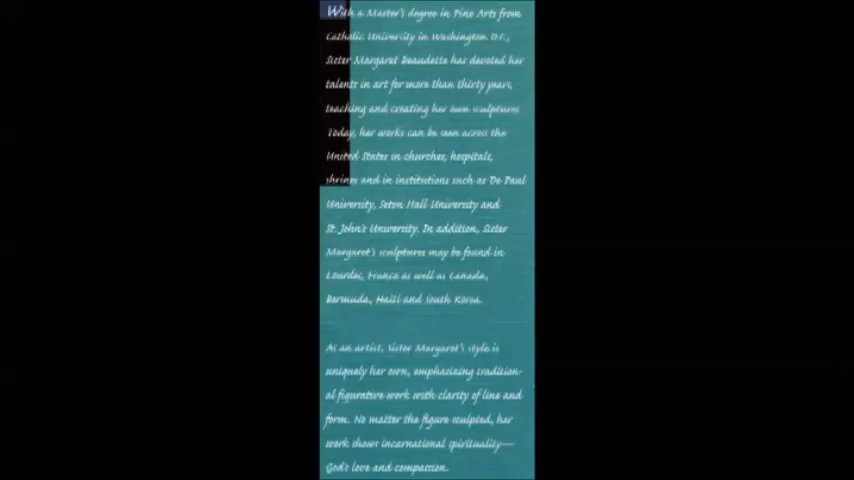 With a Master's degree in Fine Arts from
Catholic University in Washington D.C.,
Sister Margaret Beaudette has devoted her
talents in art for more than thirty years,
teaching and creating her own sculptures.
Today, her works can be seen across the
United States in churches, hospitals,
shrines and in institutions such as De Paul
University, Seton Hall University and
St. John's University. In addition, Sister
Margaret's sculptures may be found in
Lourdes, France as well as Canada,
Bermuda, Haiti and South Korea.
As an artist, Sister Margaret's style is
uniquely her own, emphasizing tradition-
al figurative work with clarity of line and
form. No matter the figure sculpted, her
work shows incarnational spirituality—
God's love and compassion.